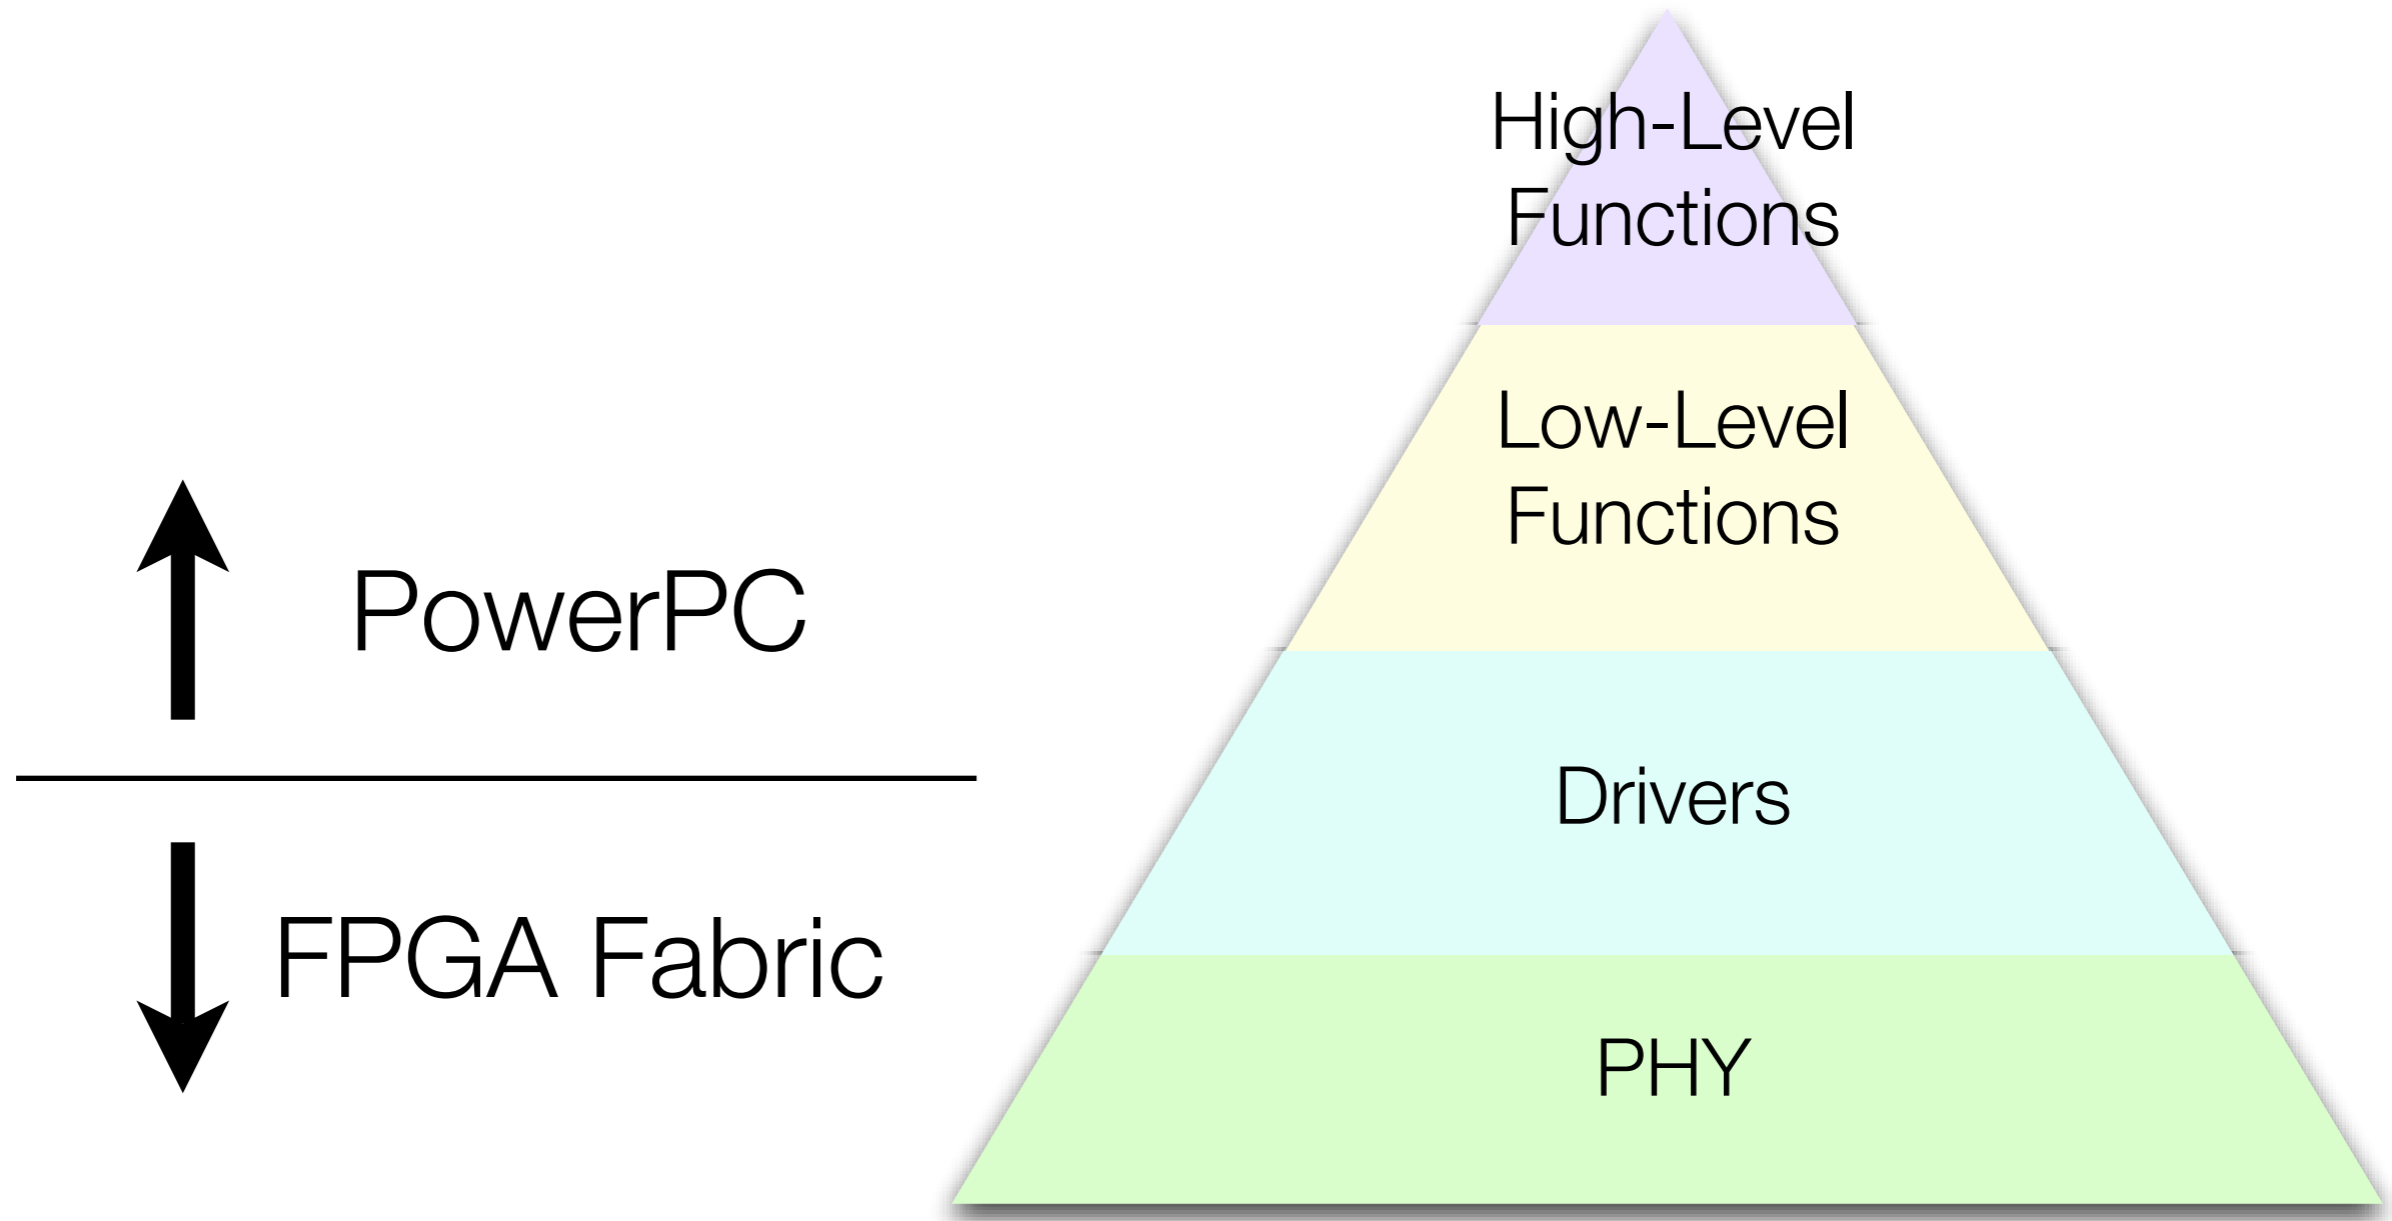 High-Level
Functions
Low-Level
Functions
PowerPC
Drivers
FPGA Fabric
PHY